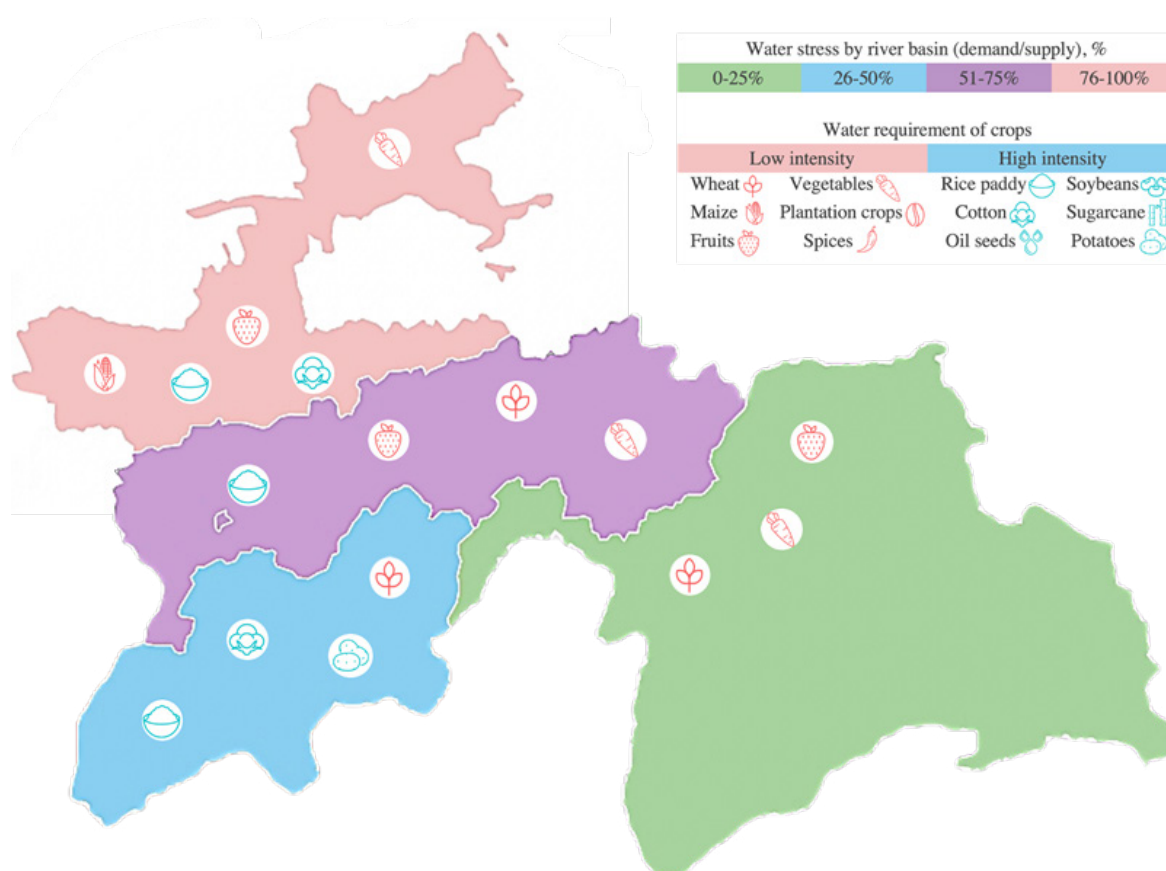 Water stress by river basin (demand/supply), %
0-25% 26-50% 51-75% 76-100%
Water requirement of crops
Low intensity High intensity
Wheat Vegetables Rice paddy Soybeans
Maize Plantation crops Cotton Sugarcane
Fruits Spices Oil seeds Potatoes